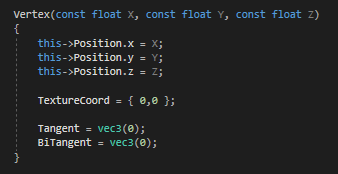 Vertex(const float X, const float Y, const float Z)
{
this->Position.x = X;
this->Position.y = Y;
this->Position.z = Z;
TextureCoord = { 0,0 };
Tangent = vec3(0);
BiTangent = vec3(0);
}